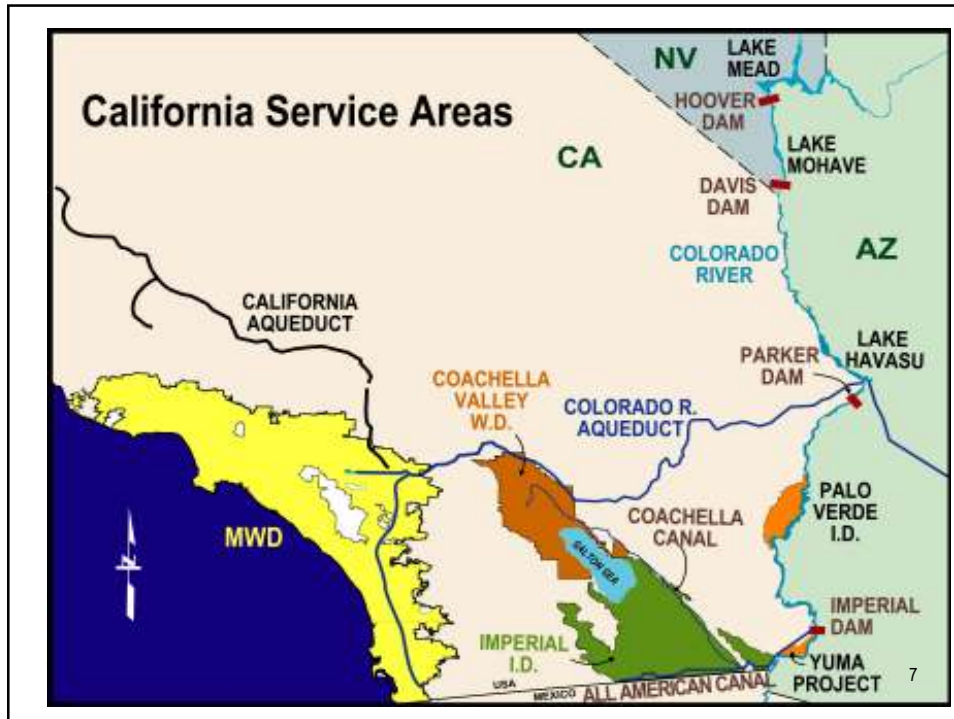 California Service Areas
NV
LAKE
MEAD
HOOVER
DAM
LAKE
MOHAVE
CA
DAVIS
DAM
AZ
COLORADO
RIVER
CALIFORNIA
AQUEDUCT
LAKE
HAVASU
PARKER
DAM
COACHELLA
VALLEY
W.D.
COLORADO R.
AQUEDUCT
PALO
VERDE
I.D.
COACHELLA
CANAL
MWD
SALTON SEA
IMPERIAL
DAM
IMPERIAL
I.D.
YUMA
PROJECT
USA
MEXICO
ALL AMERICAN CANAL
7